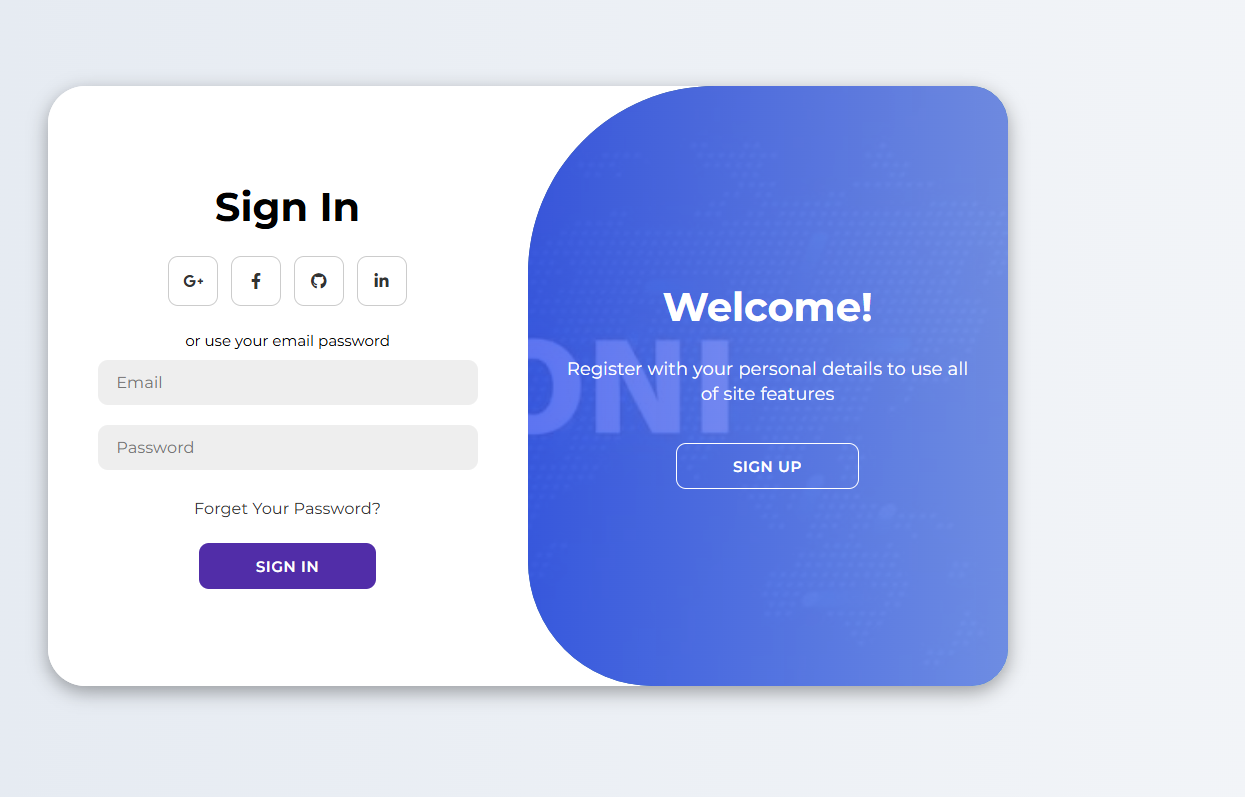 Sign In
G+
f
in
or use your email password
Email
Password
Forget Your Password?
SIGN IN
Welcome!
ONI
Register with your personal details to use all
of site features
SIGN UP